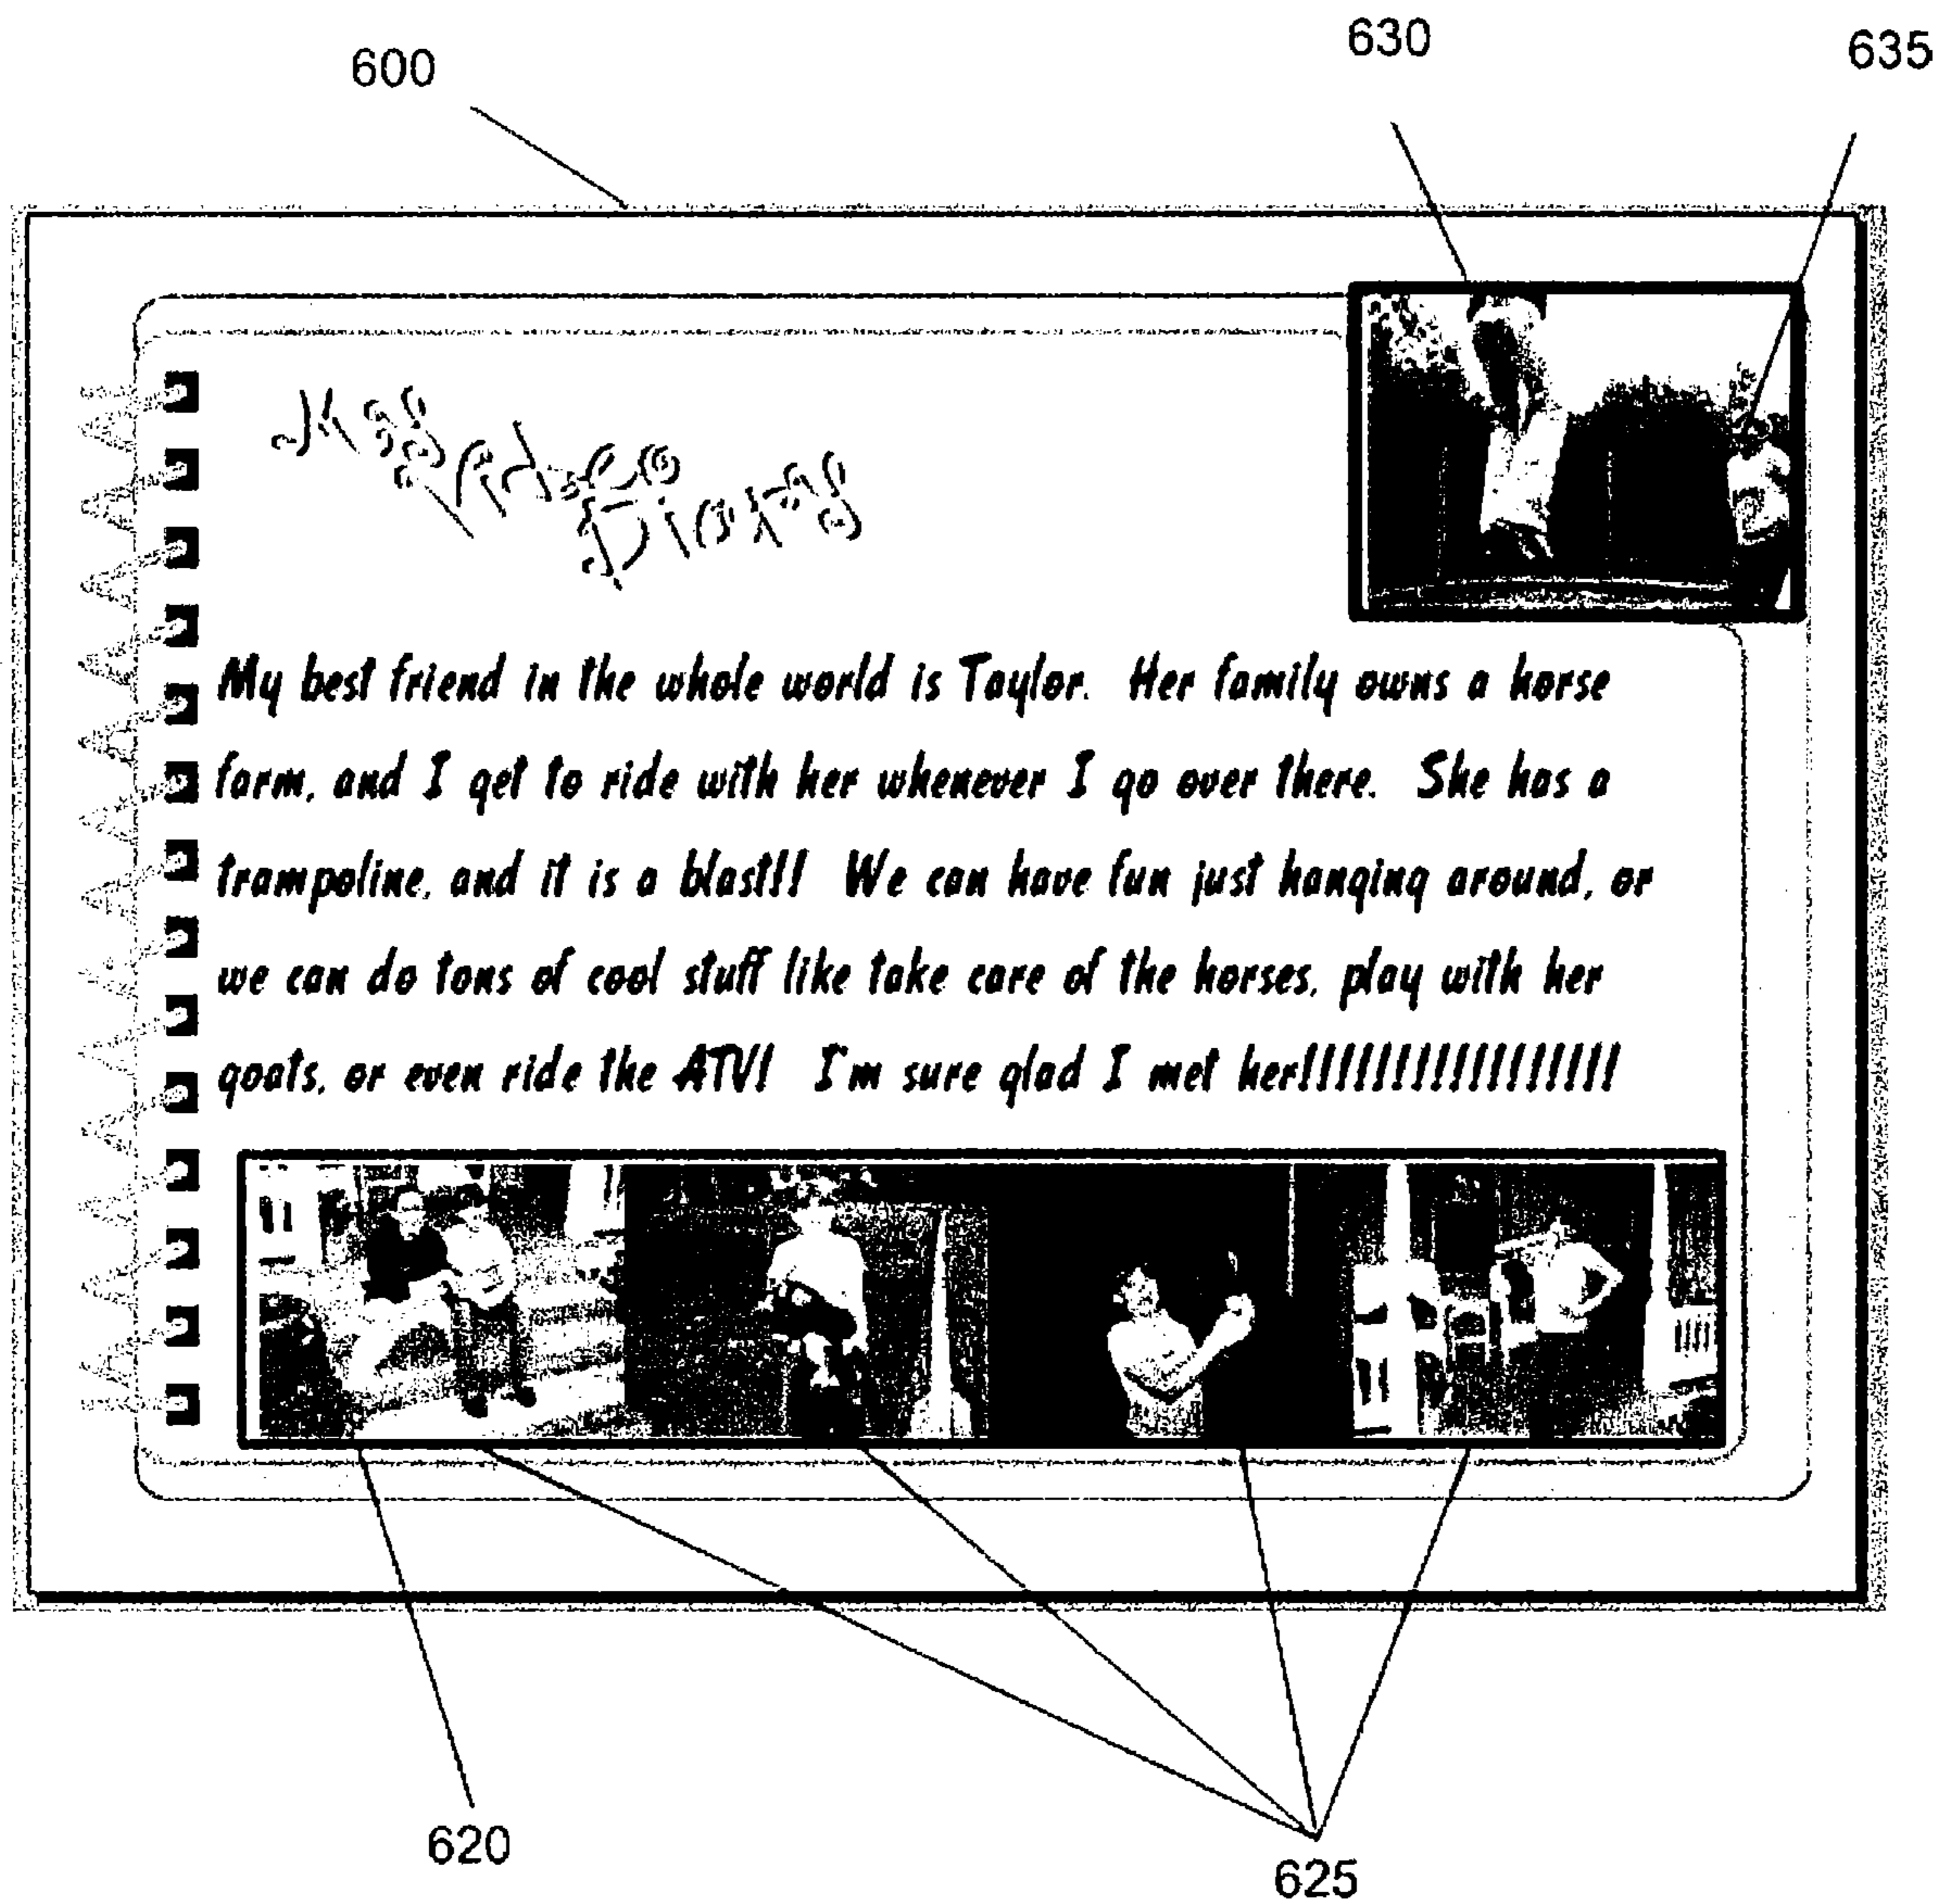 600
630
635
My Video Diary
My best friend in the whole world is Taylor. Her family owns a horse
farm, and I get to ride with her whenever I go over there. She has a
trampoline, and it is a blast!! We can have fun just hanging around, or
we can do tons of cool stuff like take care of the horses, play with her
goats, or even ride the ATV! I'm sure glad I met her!!!!!!!!!!!!!!!!!!
620
625